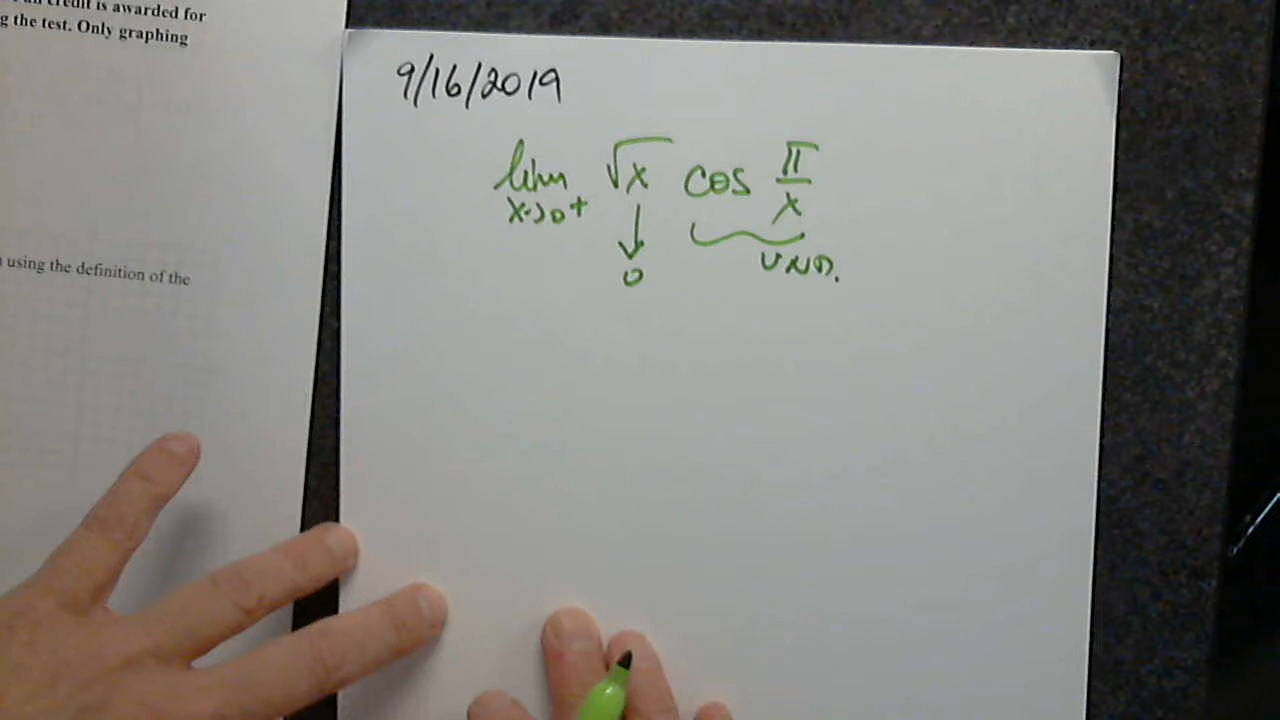 credit is awarded for
g the test. Only graphing
using the definition of the
9/16/2019
lim √x cos π/x
x→0+
↓
0 UND.